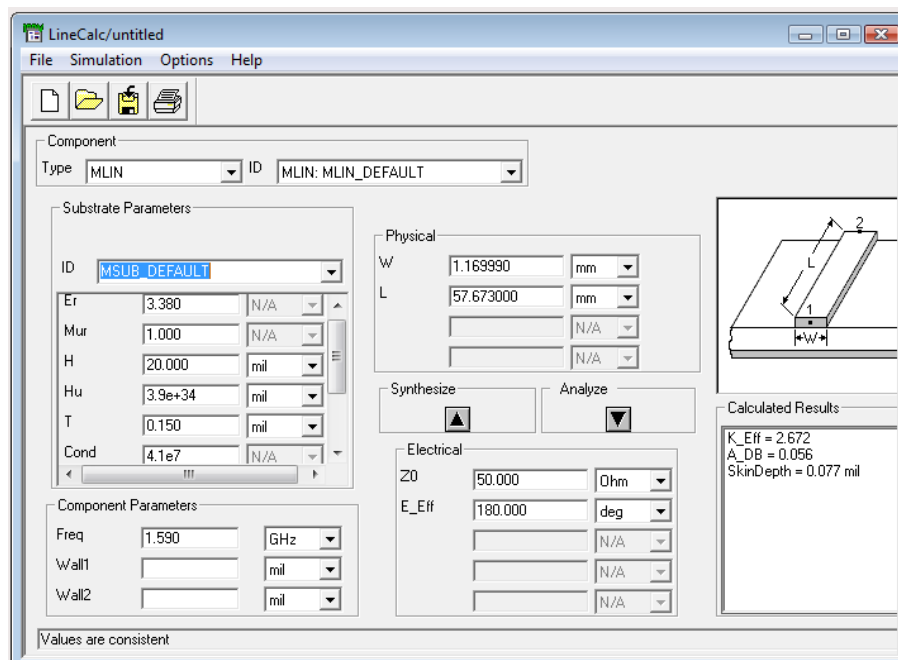 LineCalc/untitled
File Simulation Options Help
Component
Type MLIN ID MLIN: MLIN_DEFAULT
Substrate Parameters
ID MSUB_DEFAULT
Er 3.380 N/A
Mur 1.000 N/A
H 20.000 mil
Hu 3.9e+34 mil
T 0.150 mil
Cond 4.1e7 N/A
Physical
W 1.169990 mm
L 57.673000 mm
N/A
N/A
Synthesize Analyze
Electrical
Z0 50.000 Ohm
E_Eff 180.000 deg
N/A
N/A
N/A
Component Parameters
Freq 1.590 GHz
Wall1 mil
Wall2 mil
2
L
1
W
Calculated Results
K_Eff = 2.672
A_DB = 0.056
SkinDepth = 0.077 mil
Values are consistent